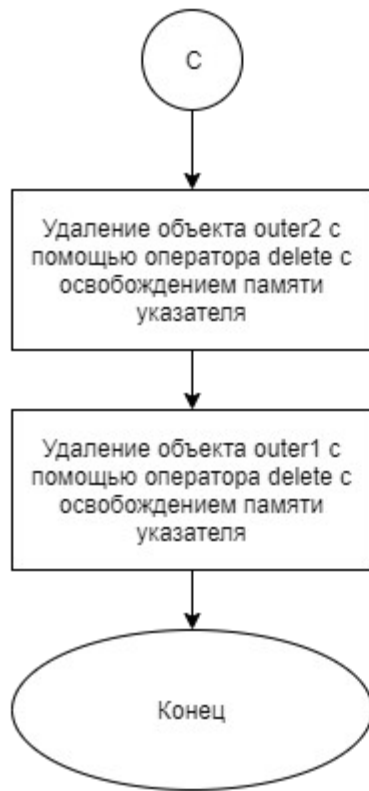 С
Удаление объекта outer2 с
помощью оператора delete с
освобождением памяти
указателя
Удаление объекта outer1 с
помощью оператора delete с
освобождением памяти
указателя
Конец